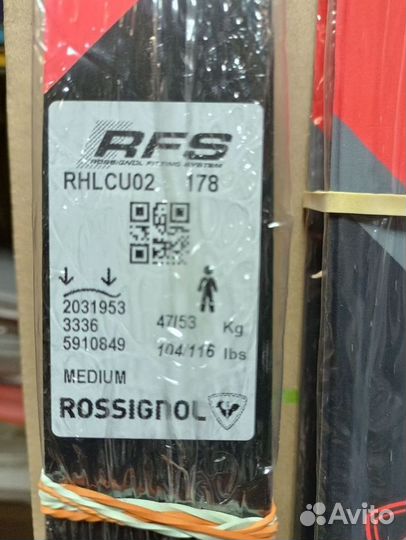 RFS
ROSSIGNOL FITTING SYSTEM
RHLCU02 178
2031953
3336 47/53 Kg
5910849 104/116 lbs
MEDIUM
ROSSIGNOL
Avito